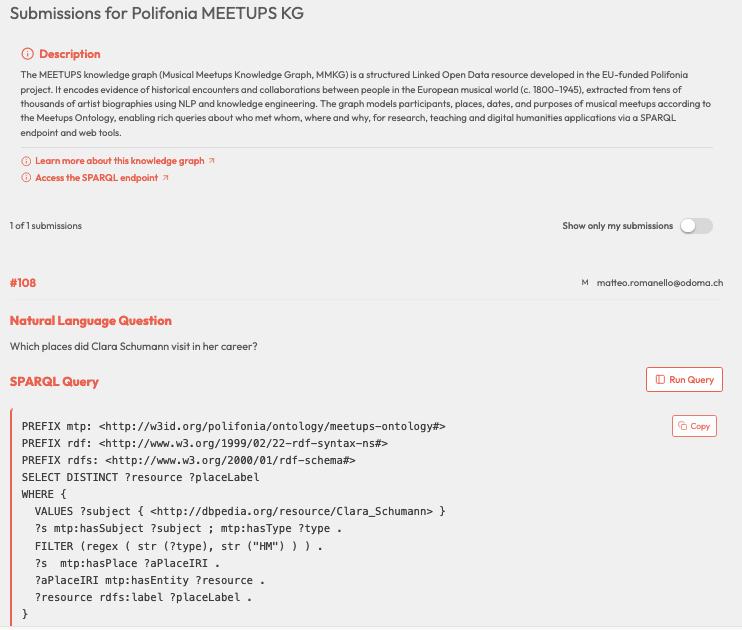 Submissions for Polifonia MEETUPS KG
Description
The MEETUPS knowledge graph (Musical Meetups Knowledge Graph, MMKG) is a structured Linked Open Data resource developed in the EU-funded Polifonia
project. It encodes evidence of historical encounters and collaborations between people in the European musical world (c. 1800–1945), extracted from tens of
thousands of artist biographies using NLP and knowledge engineering. The graph models participants, places, dates, and purposes of musical meetups according to
the Meetups Ontology, enabling rich queries about who met whom, where and why, for research, teaching and digital humanities applications via a SPARQL
endpoint and web tools.
Learn more about this knowledge graph
Access the SPARQL endpoint
1 of 1 submissions
Show only my submissions
#108
M matteo.romanello@odoma.ch
Natural Language Question
Which places did Clara Schumann visit in her career?
SPARQL Query
Run Query
Copy
PREFIX mtp: <http://w3id.org/polifonia/ontology/meetups-ontology#>
PREFIX rdf: <http://www.w3.org/1999/02/22-rdf-syntax-ns#>
PREFIX rdfs: <http://www.w3.org/2000/01/rdf-schema#>
SELECT DISTINCT ?resource ?placeLabel
WHERE {
  VALUES ?subject { <http://dbpedia.org/resource/Clara_Schumann> }
  ?s mtp:hasSubject ?subject ; mtp:hasType ?type .
  FILTER (regex ( str (?type), str ("HM") ) ) .
  ?s  mtp:hasPlace ?aPlaceIRI .
  ?aPlaceIRI mtp:hasEntity ?resource .
  ?resource rdfs:label ?placeLabel .
}